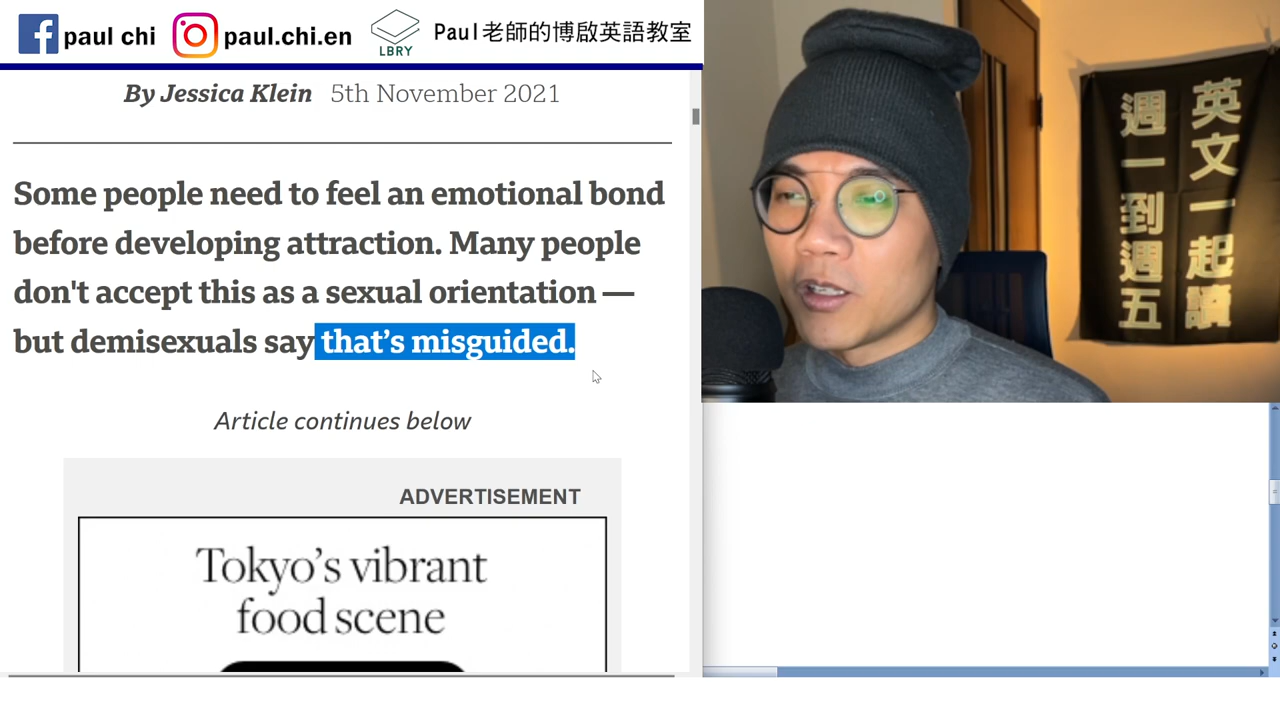 paul chi
paul.chi.en
LBRY
Paul老師的博啟英語教室
By Jessica Klein 5th November 2021
Some people need to feel an emotional bond
before developing attraction. Many people
don't accept this as a sexual orientation —
but demisexuals say that’s misguided.
Article continues below
ADVERTISEMENT
Tokyo’s vibrant
food scene
英文一起讀
週一到週五